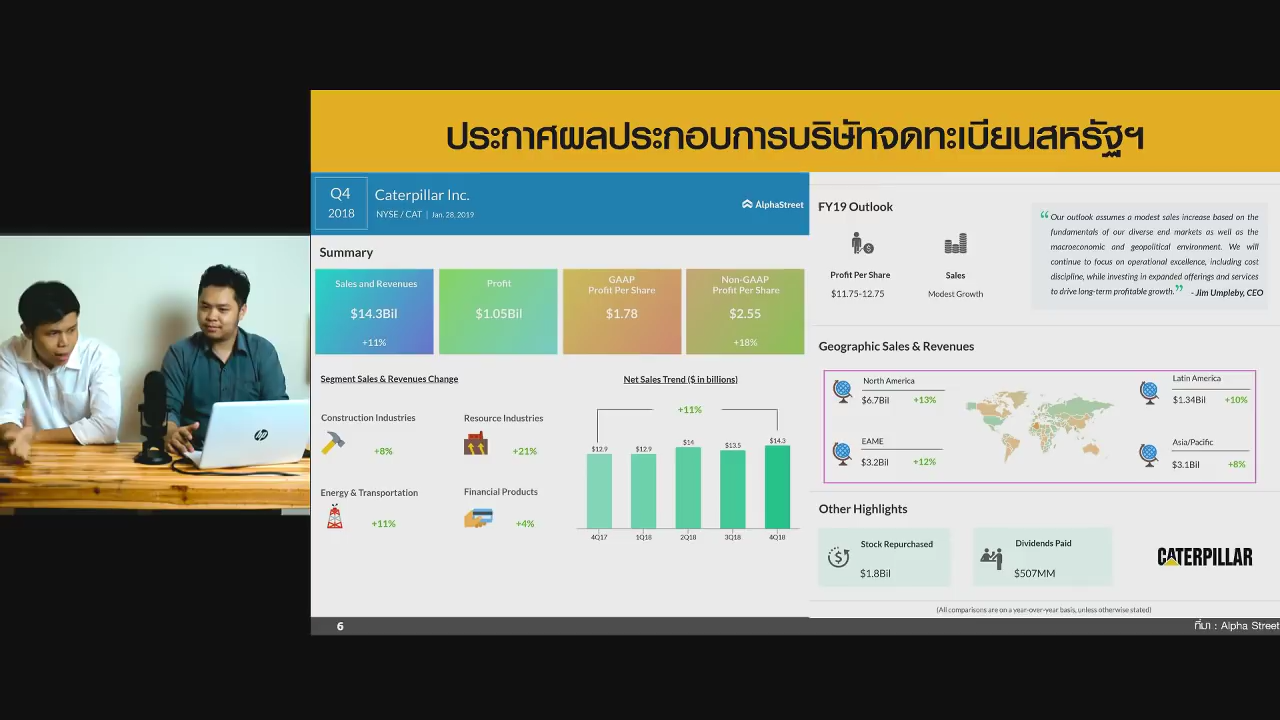 ประกาศผลประกอบการบริษัทจดทะเบียนสหรัฐฯ
Q4
2018
Caterpillar Inc.
NYSE / CAT | Jan. 28, 2019
AlphaStreet
Summary
Sales and Revenues
$14.3Bil
+11%
Profit
$1.05Bil
GAAP
Profit Per Share
$1.78
Non-GAAP
Profit Per Share
$2.55
+18%
Segment Sales & Revenues Change
Construction Industries
+8%
Resource Industries
+21%
Energy & Transportation
+11%
Financial Products
+4%
Net Sales Trend ($ in billions)
+11%
$12.9
$12.9
$14
$13.5
$14.3
4Q17
1Q18
2Q18
3Q18
4Q18
FY19 Outlook
Profit Per Share
$11.75-12.75
Sales
Modest Growth
“Our outlook assumes a modest sales increase based on the
fundamentals of our diverse end markets as well as the
macroeconomic and geopolitical environment. We will
continue to focus on operational excellence, including cost
discipline, while investing in expanded offerings and services
to drive long-term profitable growth.” - Jim Umpleby, CEO
Geographic Sales & Revenues
North America
$6.7Bil +13%
Latin America
$1.34Bil +10%
EAME
$3.2Bil +12%
Asia/Pacific
$3.1Bil +8%
Other Highlights
Stock Repurchased
$1.8Bil
Dividends Paid
$507MM
CATERPILLAR
(All comparisons are on a year-over-year basis, unless otherwise stated)
6
ที่มา : Alpha Street
hp